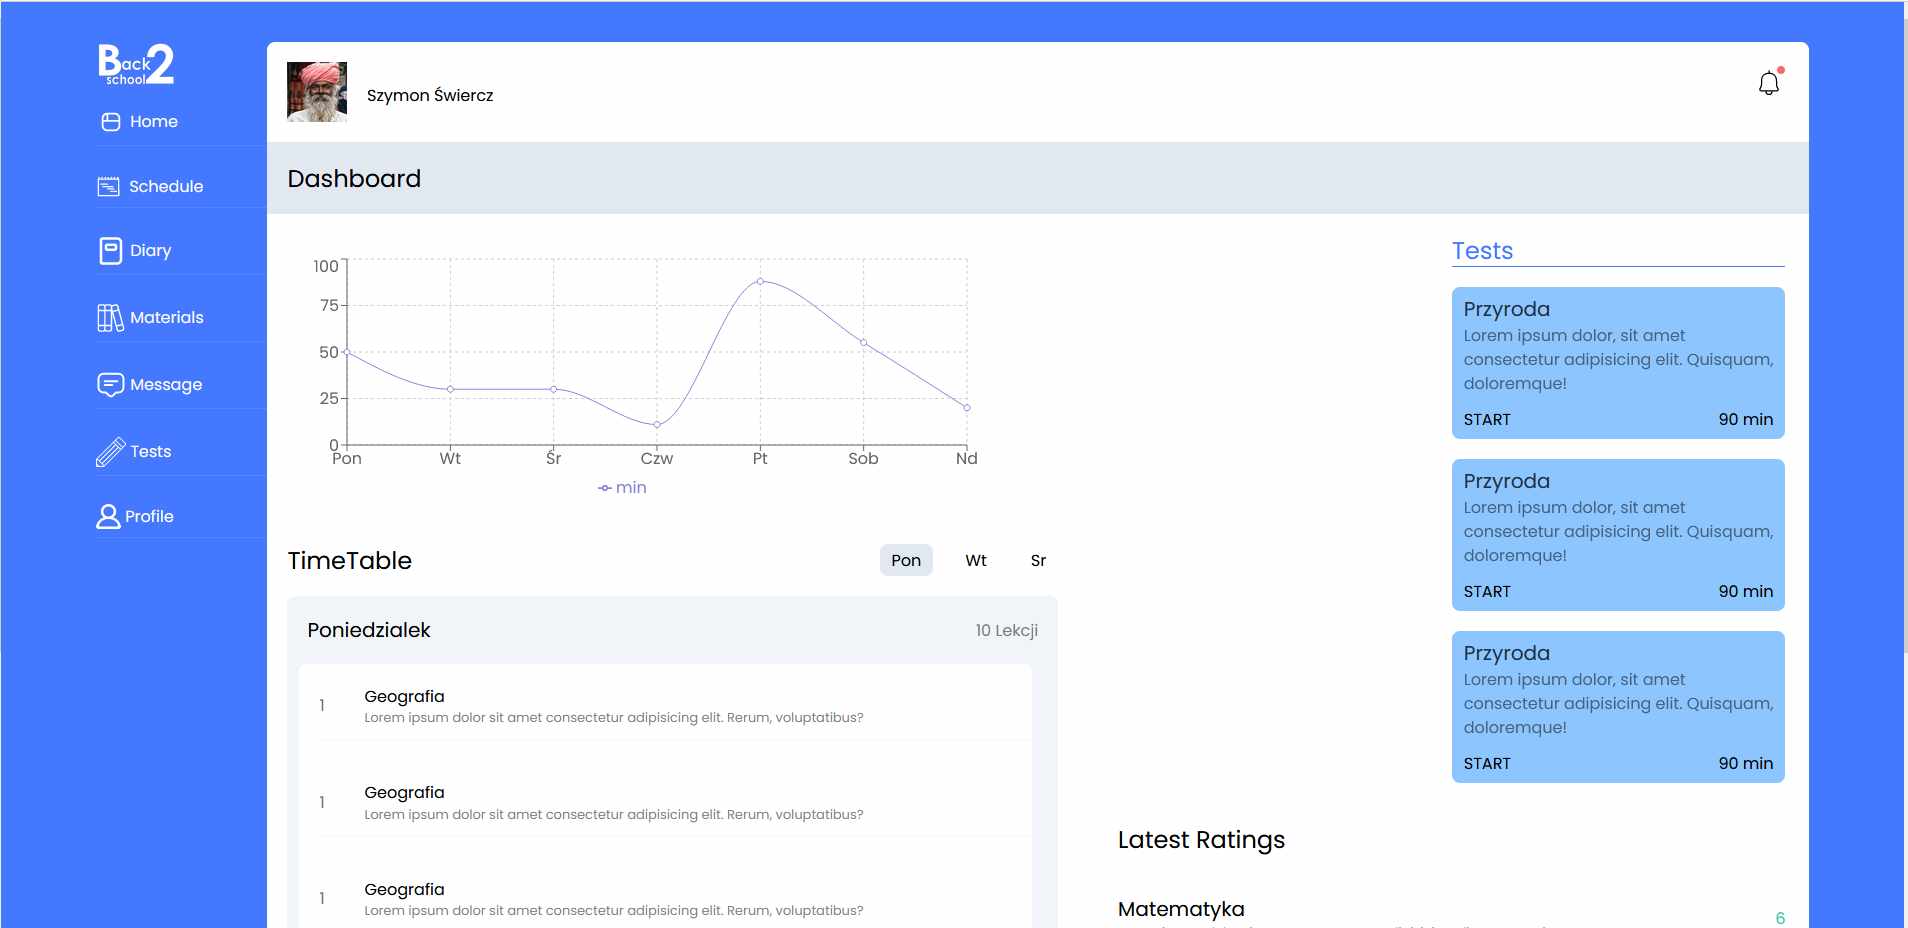 Back 2
school
Home
Schedule
Diary
Materials
Message
Tests
Profile
Szymon Świercz
Dashboard
100
75
50
25
0
Pon Wt Śr Czw Pt Sob Nd
min
Tests
Przyroda
Lorem ipsum dolor, sit amet
consectetur adipisicing elit. Quisquam,
doloremque!
START 90 min
Przyroda
Lorem ipsum dolor, sit amet
consectetur adipisicing elit. Quisquam,
doloremque!
START 90 min
Przyroda
Lorem ipsum dolor, sit amet
consectetur adipisicing elit. Quisquam,
doloremque!
START 90 min
TimeTable Pon Wt Sr
Poniedzialek 10 Lekcji
1 Geografia
Lorem ipsum dolor sit amet consectetur adipisicing elit. Rerum, voluptatibus?
1 Geografia
Lorem ipsum dolor sit amet consectetur adipisicing elit. Rerum, voluptatibus?
1 Geografia
Lorem ipsum dolor sit amet consectetur adipisicing elit. Rerum, voluptatibus?
Latest Ratings
Matematyka 6